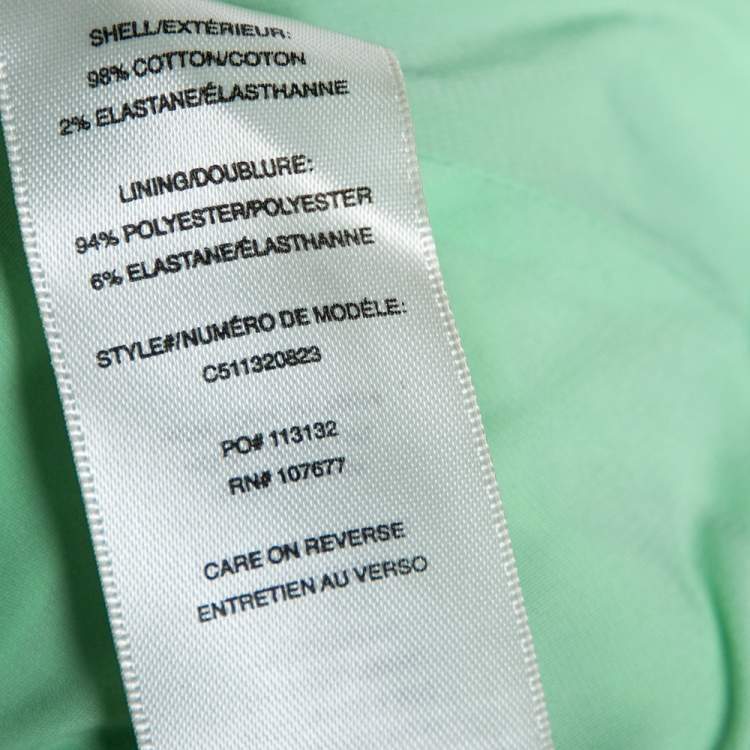 SHELL/EXTÉRIEUR:
98% COTTON/COTON
2% ELASTANE/ÉLASTHANNE
LINING/DOUBLURE:
94% POLYESTER/POLYESTER
6% ELASTANE/ÉLASTHANNE
STYLE#/NUMÉRO DE MODÉLE:
C511320823
PO# 113132
RN# 107677
CARE ON REVERSE
ENTRETIEN AU VERSO